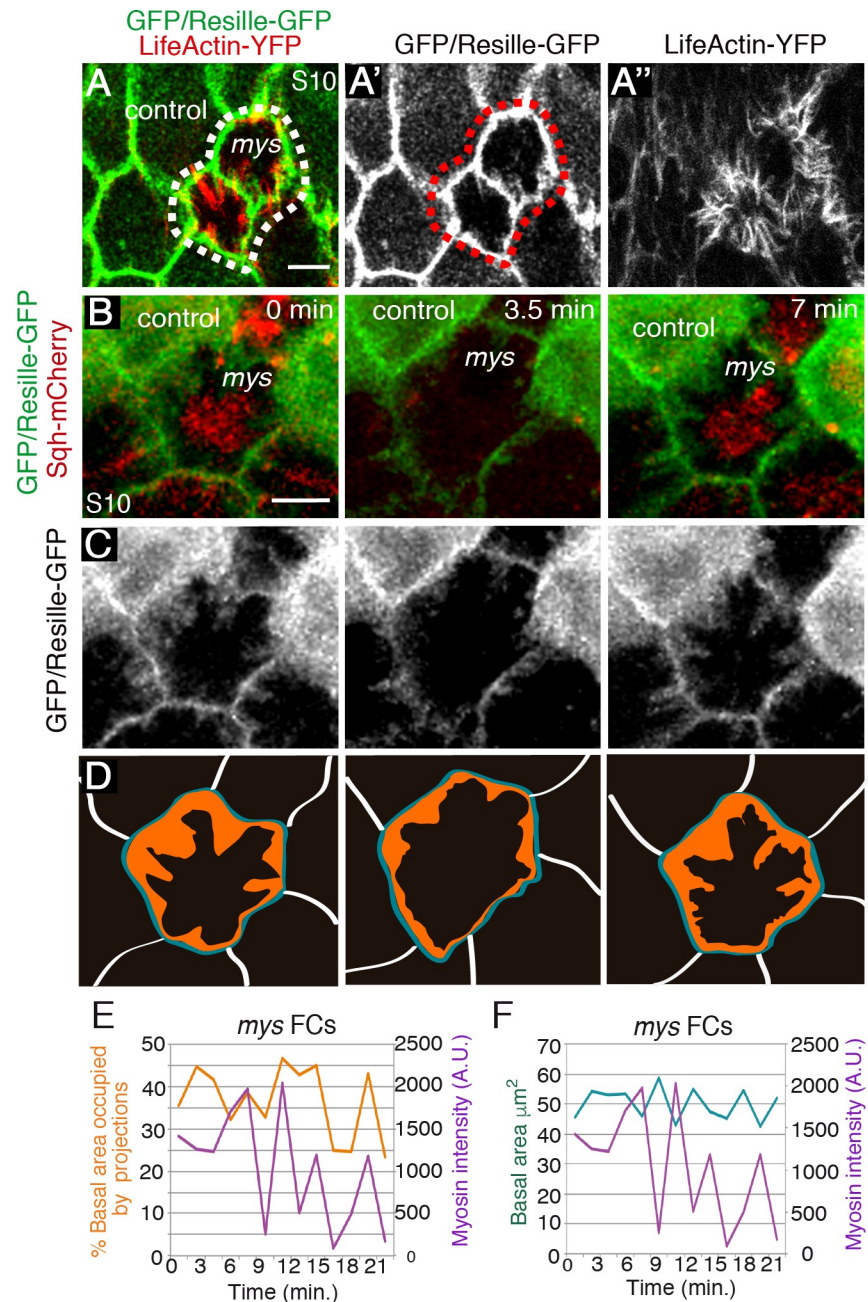 GFP/Resille-GFP
LifeActin-YFP
GFP/Resille-GFP
LifeActin-YFP
A
S10
control
mys
A'
A''
GFP/Resille-GFP
Sqh-mCherry
B
control
0 min
mys
S10
control
3.5 min
mys
control
7 min
mys
GFP/Resille-GFP
C
D
E
mys FCs
% Basal area occupied
by projections
50
40
30
20
10
0
2500
2000
1500
1000
500
0
Myosin intensity (A.U.)
0 3 6 9 12 15 18 21
Time (min.)
F
mys FCs
Basal area µm2
70
60
50
40
30
20
10
0
2500
2000
1500
1000
500
0
Myosin intensity (A.U.)
0 3 6 9 12 15 18 21
Time (min.)